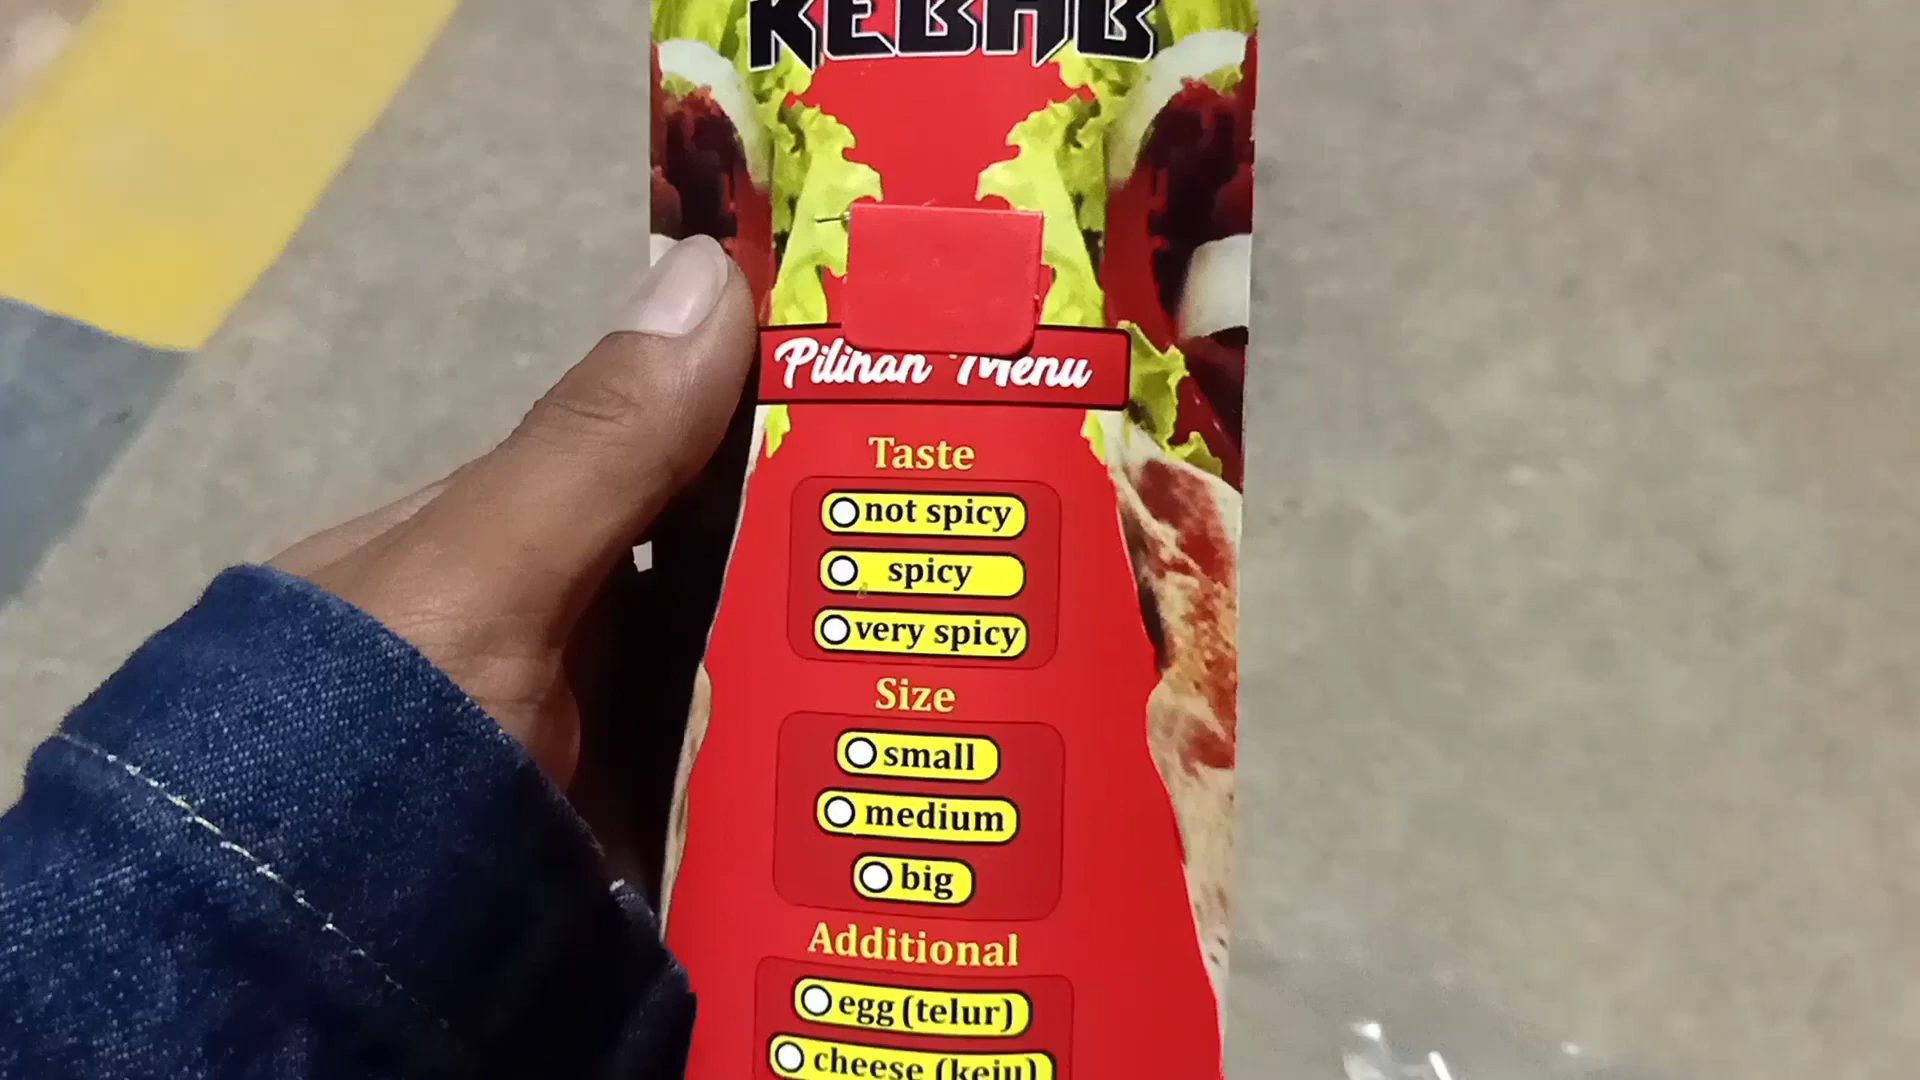 KEBAB
Pilihan Menu
Taste
not spicy
spicy
very spicy
Size
small
medium
big
Additional
egg (telur)
cheese (keju)